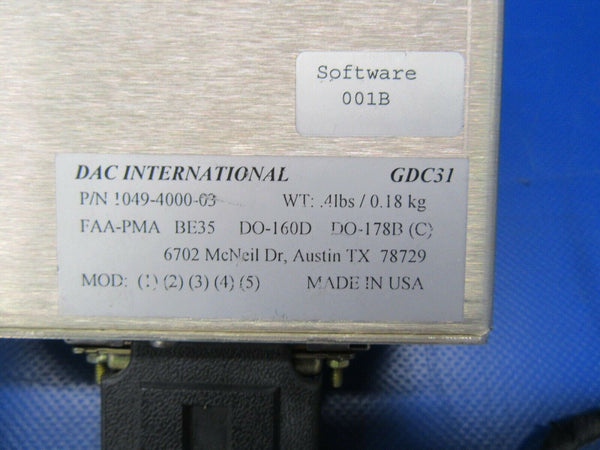 Software
001B
DAC INTERNATIONAL GDC31
P/N 1049-4000-03 WT: .4lbs / 0.18 kg
FAA-PMA BE35 DO-160D DO-178B (C)
6702 McNeil Dr, Austin TX 78729
MOD: (1) (2) (3) (4) (5) MADE IN USA